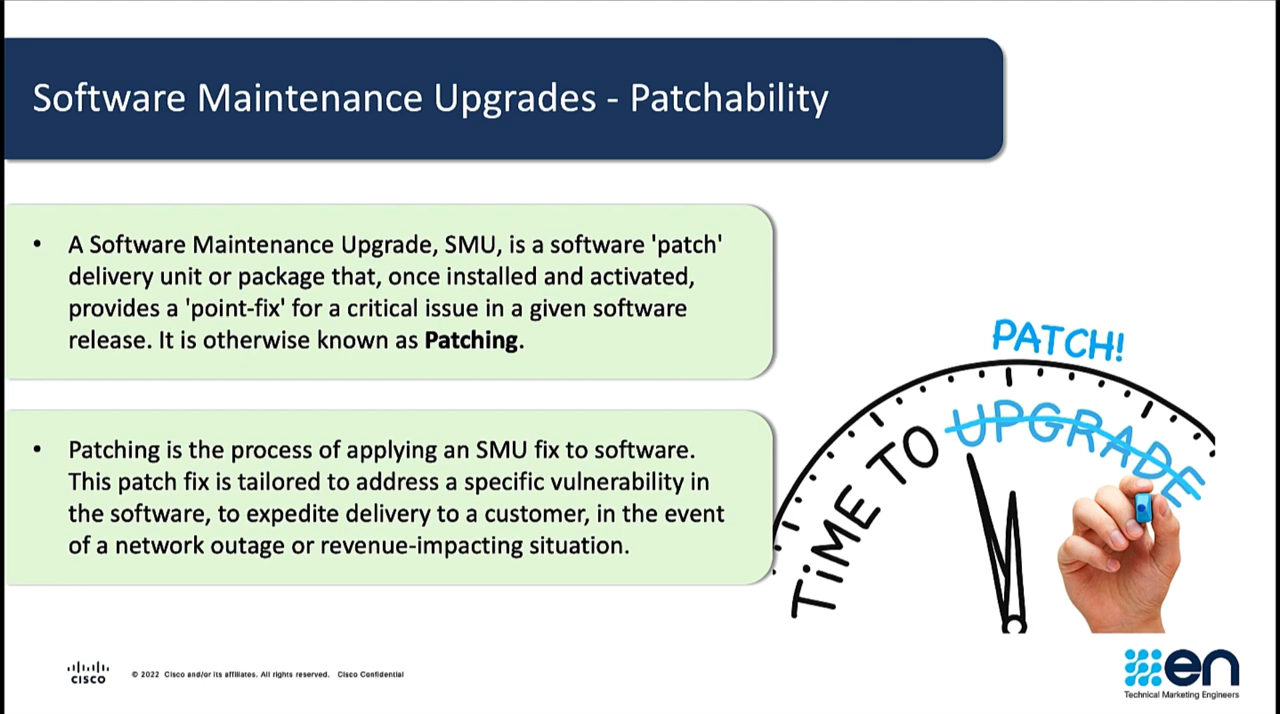 Software Maintenance Upgrades - Patchability
• A Software Maintenance Upgrade, SMU, is a software 'patch'
delivery unit or package that, once installed and activated,
provides a 'point-fix' for a critical issue in a given software
release. It is otherwise known as Patching.
• Patching is the process of applying an SMU fix to software.
This patch fix is tailored to address a specific vulnerability in
the software, to expedite delivery to a customer, in the event
of a network outage or revenue-impacting situation.
PATCH!
TiME TO UPGRADE
CISCO
© 2022 Cisco and/or its affiliates. All rights reserved. Cisco Confidential
en
Technical Marketing Engineers